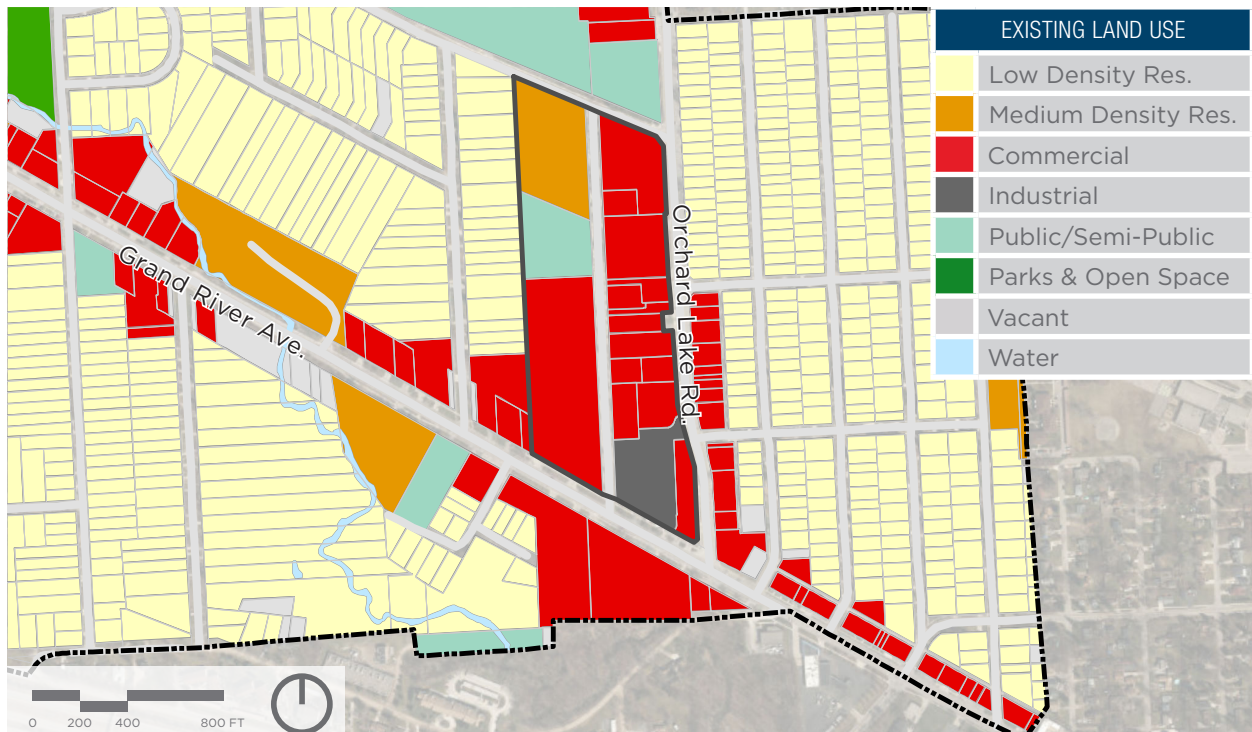 EXISTING LAND USE
Low Density Res.
Medium Density Res.
Commercial
Industrial
Public/Semi-Public
Parks & Open Space
Vacant
Water
Orchard Lake Rd.
Grand River Ave.
0 200 400 800 FT